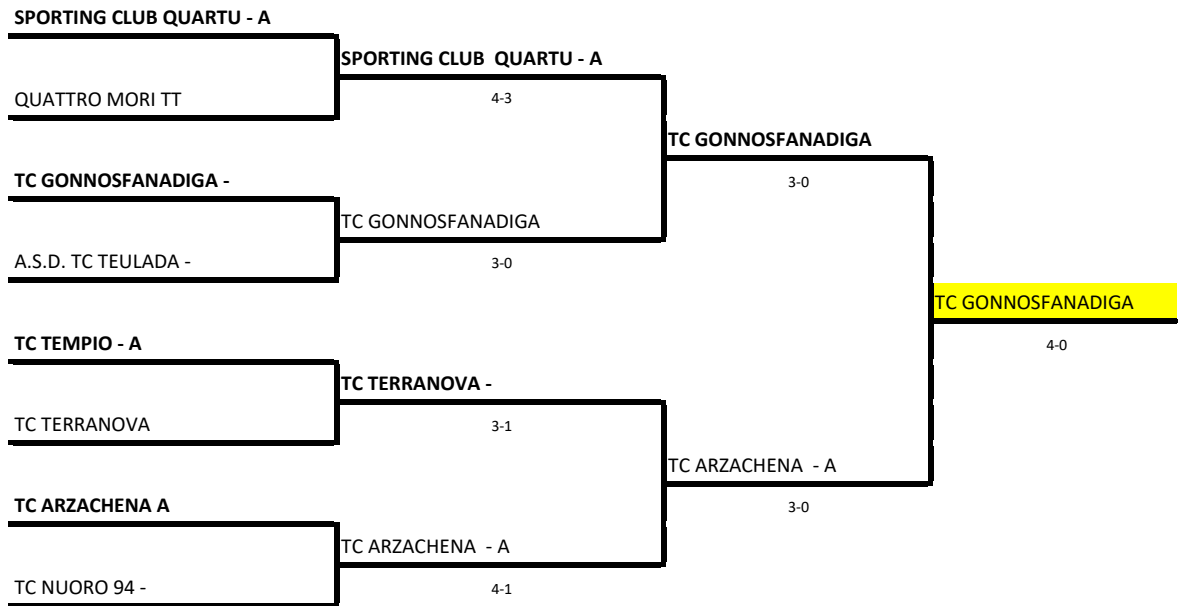 SPORTING CLUB QUARTU - A
SPORTING CLUB  QUARTU - A
QUATTRO MORI TT
4-3
TC GONNOSFANADIGA
TC GONNOSFANADIGA -
3-0
TC GONNOSFANADIGA
A.S.D. TC TEULADA -
3-0
TC GONNOSFANADIGA
TC TEMPIO - A
4-0
TC TERRANOVA -
TC TERRANOVA
3-1
TC ARZACHENA  - A
TC ARZACHENA A
3-0
TC ARZACHENA  - A
TC NUORO 94 -
4-1